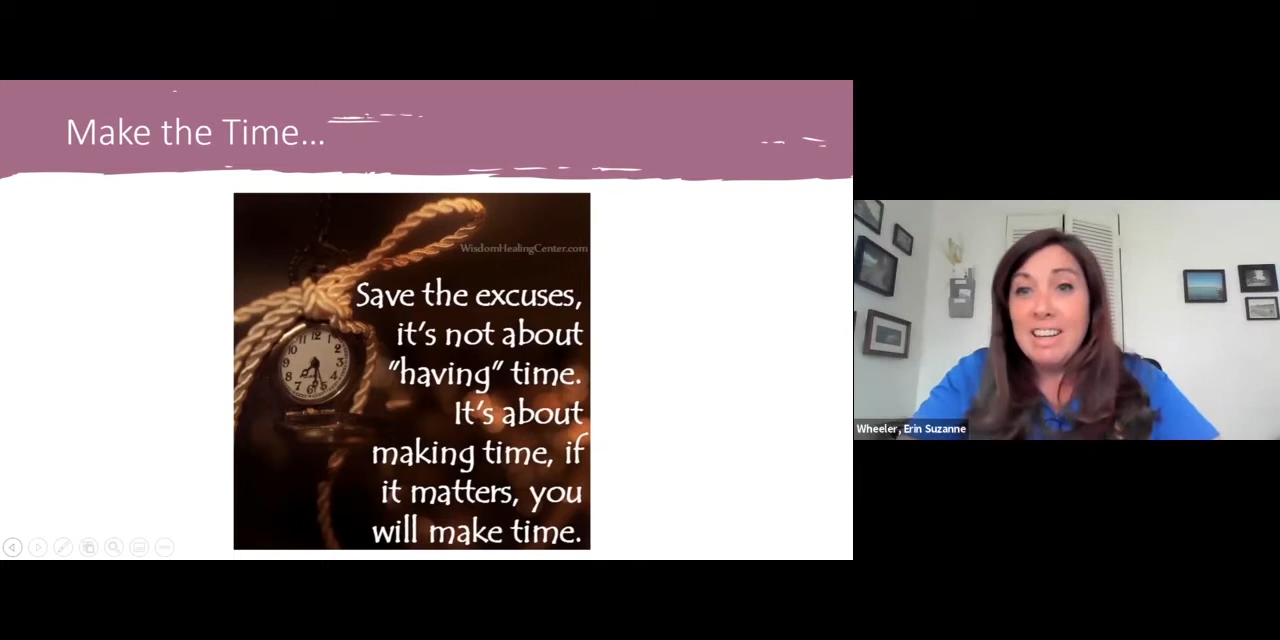 Make the Time...
WisdomHealingCenter.com
Save the excuses,
it's not about
"having" time.
It's about
making time, if
it matters, you
will make time.
Wheeler, Erin Suzanne